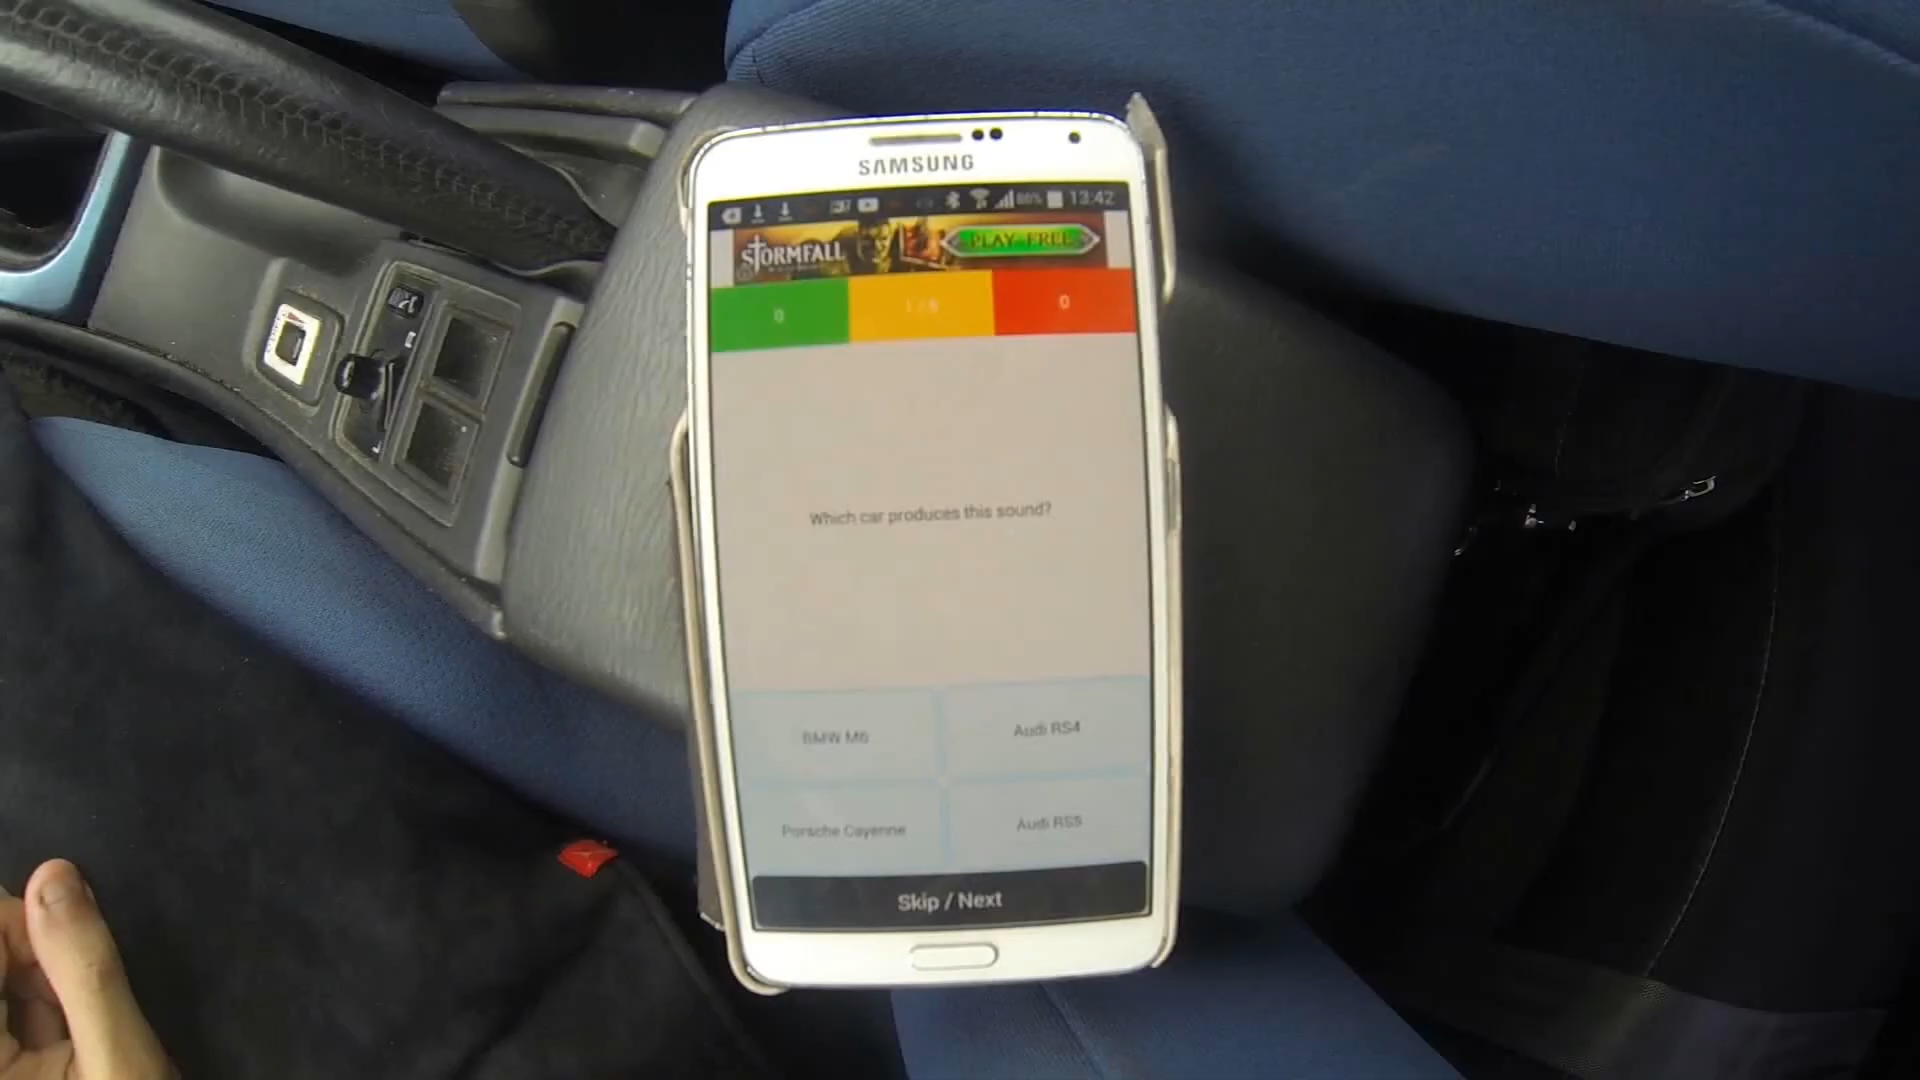 SAMSUNG
86% 13:42
STORMFALL
PLAY FREE
0
0
Which car produces this sound?
BMW M6
Audi RS4
Porsche Cayenne
Audi RS5
Skip / Next